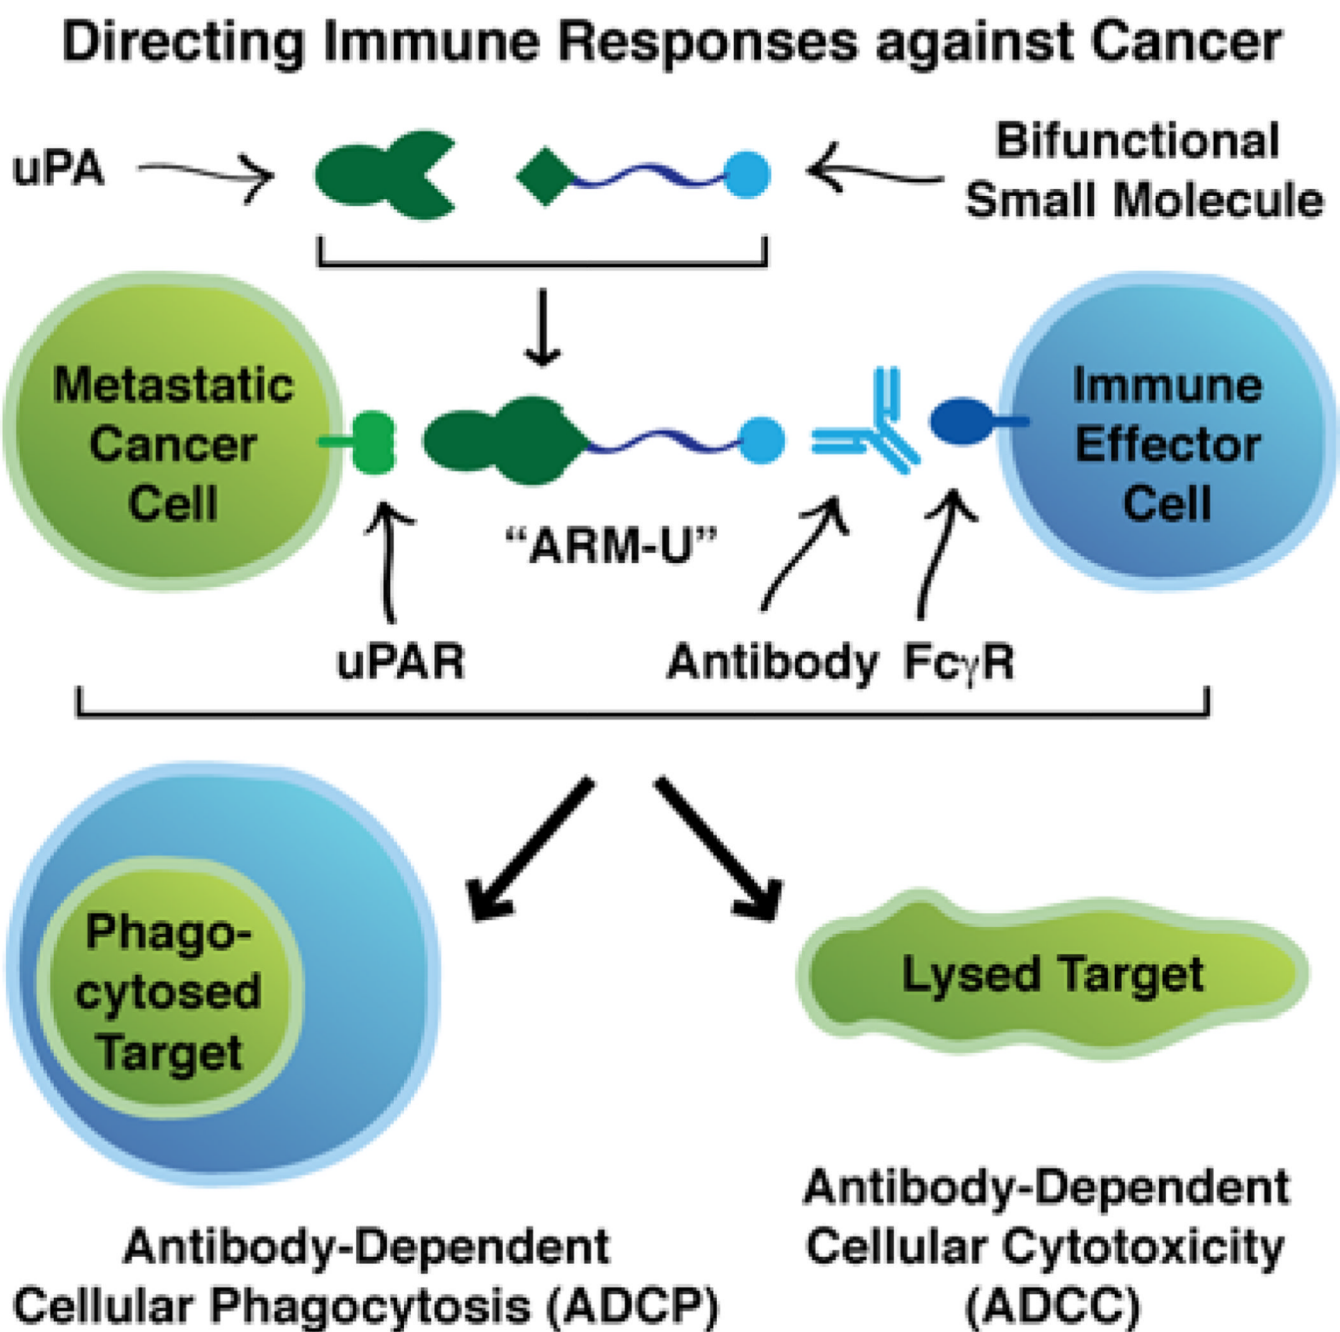 Directing Immune Responses against Cancer
uPA
Bifunctional
Small Molecule
Metastatic
Cancer
Cell
Immune
Effector
Cell
“ARM-U”
uPAR
Antibody
FcγR
Phago-
cytosed
Target
Lysed Target
Antibody-Dependent
Cellular Phagocytosis (ADCP)
Antibody-Dependent
Cellular Cytotoxicity
(ADCC)